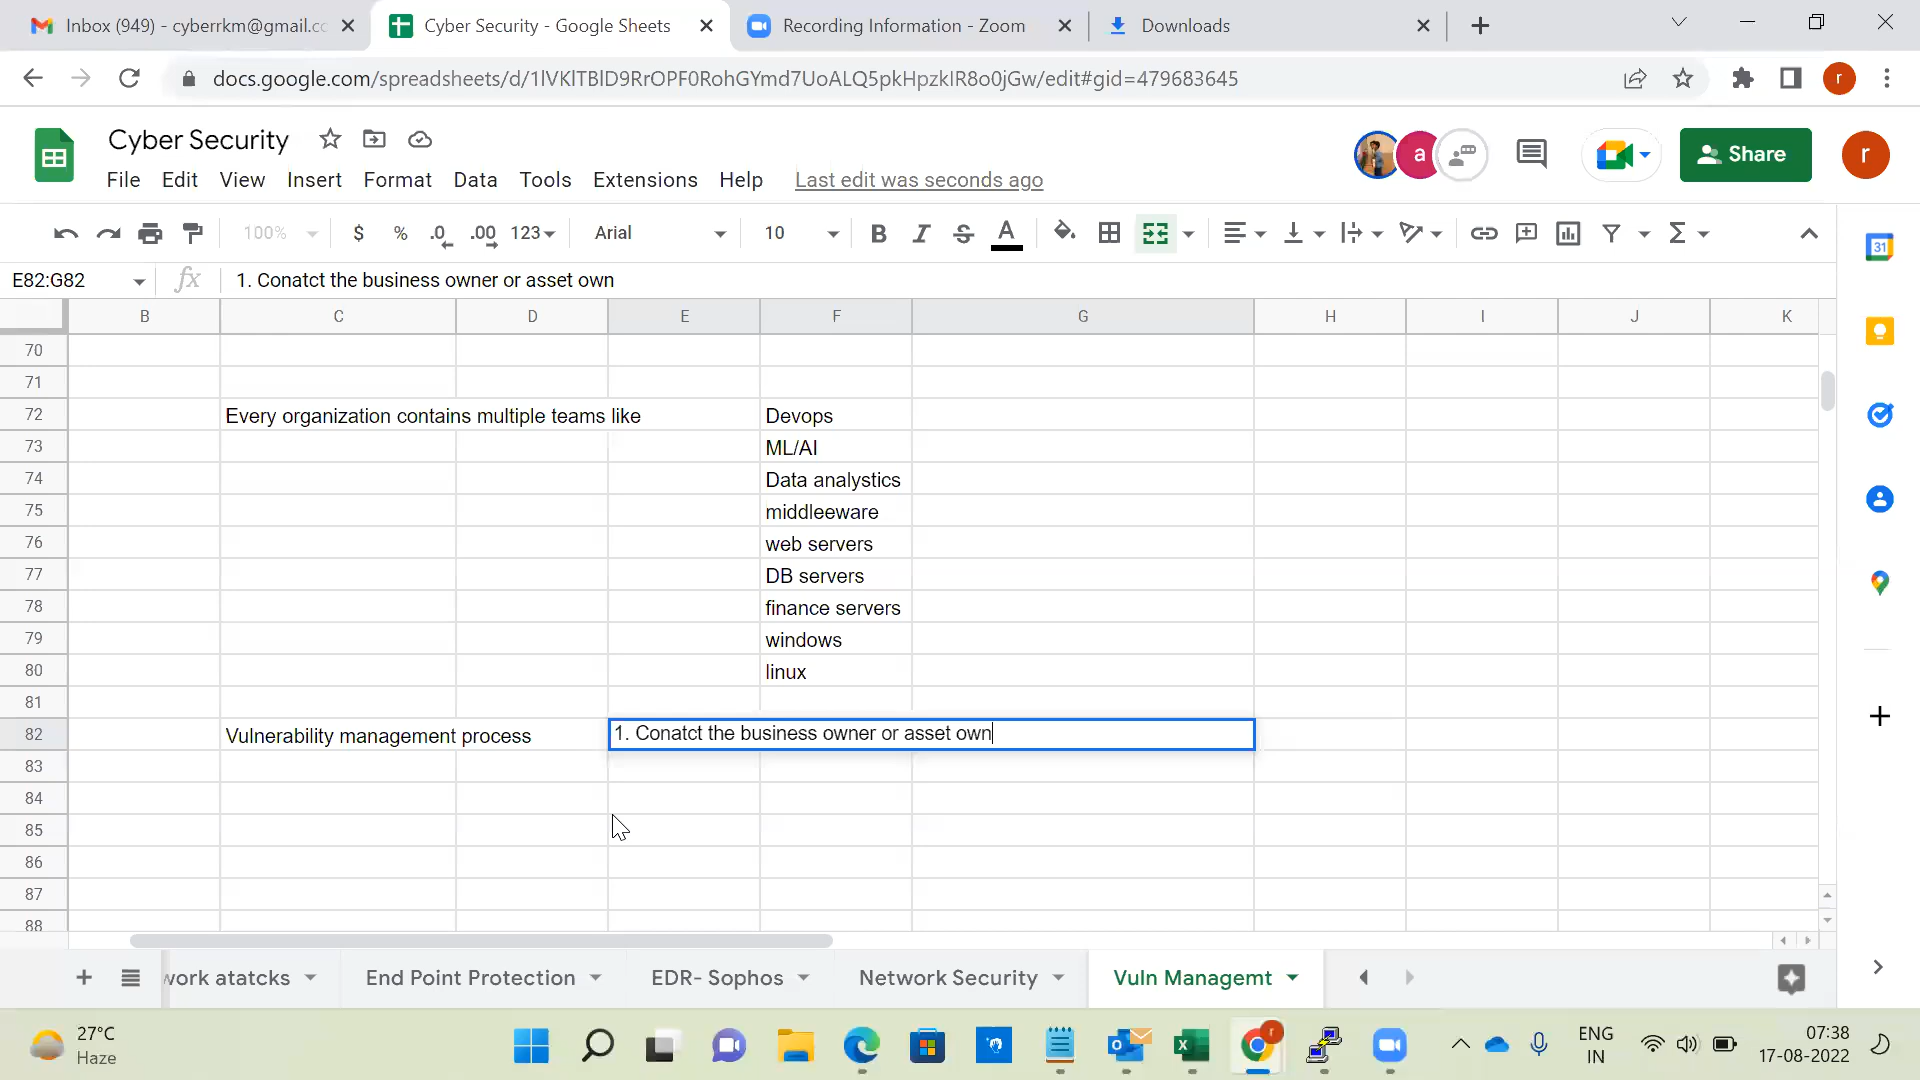 Inbox (949) - cyberrkm@gmail.cc
Cyber Security - Google Sheets
Recording Information - Zoom
Downloads
docs.google.com/spreadsheets/d/1lVKlTBlD9RrOPF0RohGYmd7UoALQ5pkHpzklR8o0jGw/edit#gid=479683645
r
Cyber Security
a
Share
r
File Edit View Insert Format Data Tools Extensions Help Last edit was seconds ago
100% $ % .0 .00 123 Arial 10 B I S A
31
E82:G82 fx 1. Conatct the business owner or asset own
B C D E F G H I J K
70
71
72 Every organization contains multiple teams like Devops
73 ML/AI
74 Data analystics
75 middleeware
76 web servers
77 DB servers
78 finance servers
79 windows
80 linux
81
82 Vulnerability management process 1. Conatct the business owner or asset own
83
84
85
86
87
88
work atatcks End Point Protection EDR- Sophos Network Security Vuln Managemt
27°C
Haze
ENG
IN
07:38
17-08-2022